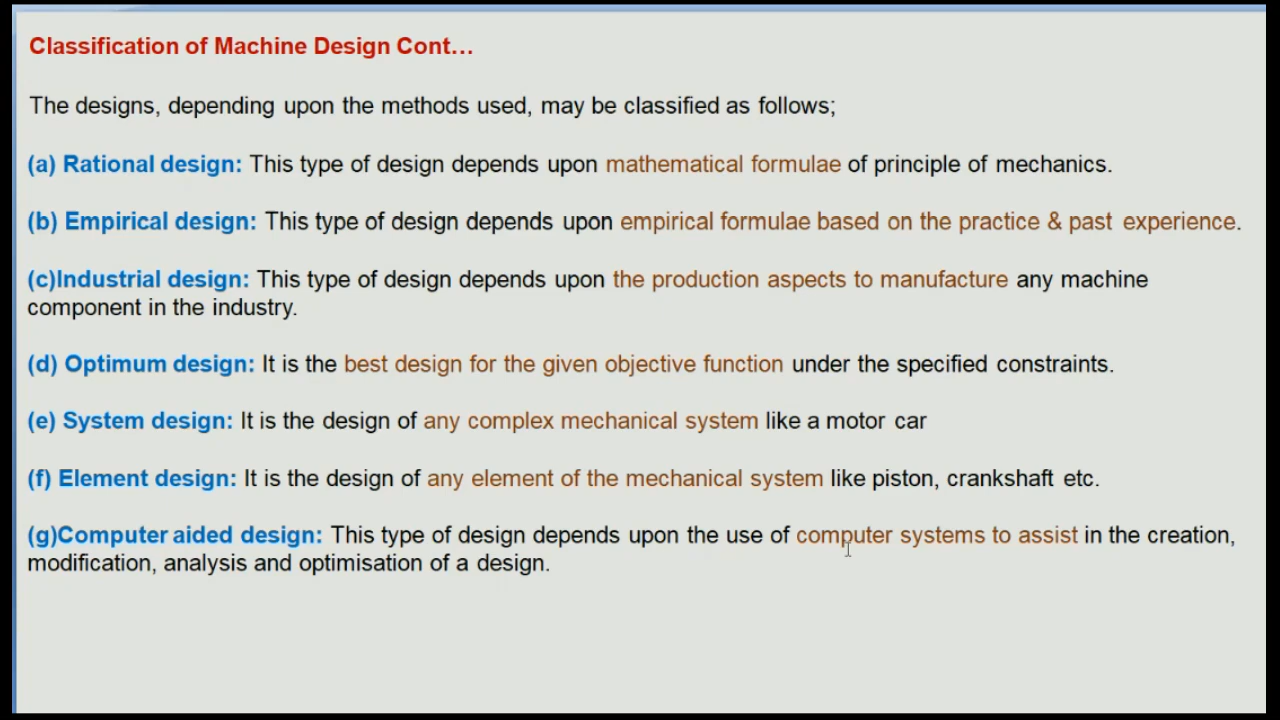 Classification of Machine Design Cont…
The designs, depending upon the methods used, may be classified as follows;
(a) Rational design: This type of design depends upon mathematical formulae of principle of mechanics.
(b) Empirical design: This type of design depends upon empirical formulae based on the practice & past experience.
(c)Industrial design: This type of design depends upon the production aspects to manufacture any machine
component in the industry.
(d) Optimum design: It is the best design for the given objective function under the specified constraints.
(e) System design: It is the design of any complex mechanical system like a motor car
(f) Element design: It is the design of any element of the mechanical system like piston, crankshaft etc.
(g)Computer aided design: This type of design depends upon the use of computer systems to assist in the creation,
modification, analysis and optimisation of a design.